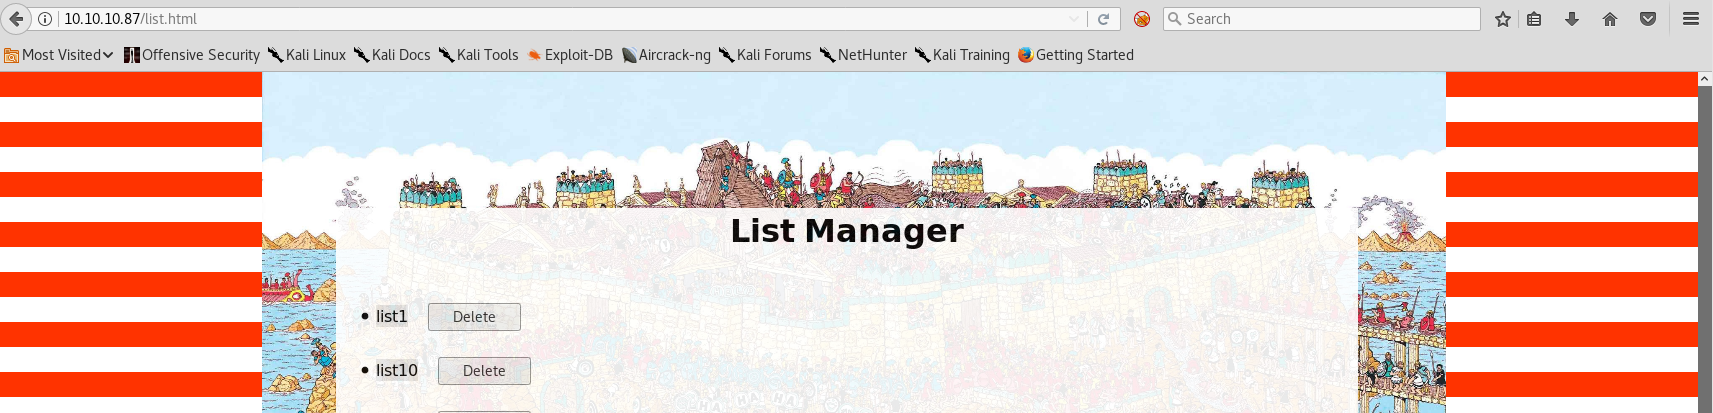 10.10.10.87/list.html Search
Most Visited Offensive Security Kali Linux Kali Docs Kali Tools Exploit-DB Aircrack-ng Kali Forums NetHunter Kali Training Getting Started
List Manager
list1 Delete
list10 Delete